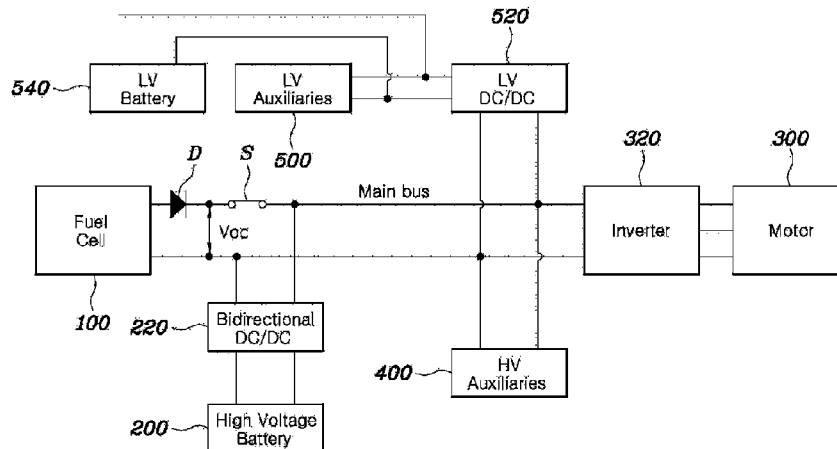 520
LV
Battery
LV
Auxiliaries
LV
DC/DC
540
500
320
300
D
S
Main bus
Fuel
Cell
Voc
Inverter
Motor
100
220
Bidirectional
DC/DC
400
HV
Auxiliaries
200
High Voltage
Battery